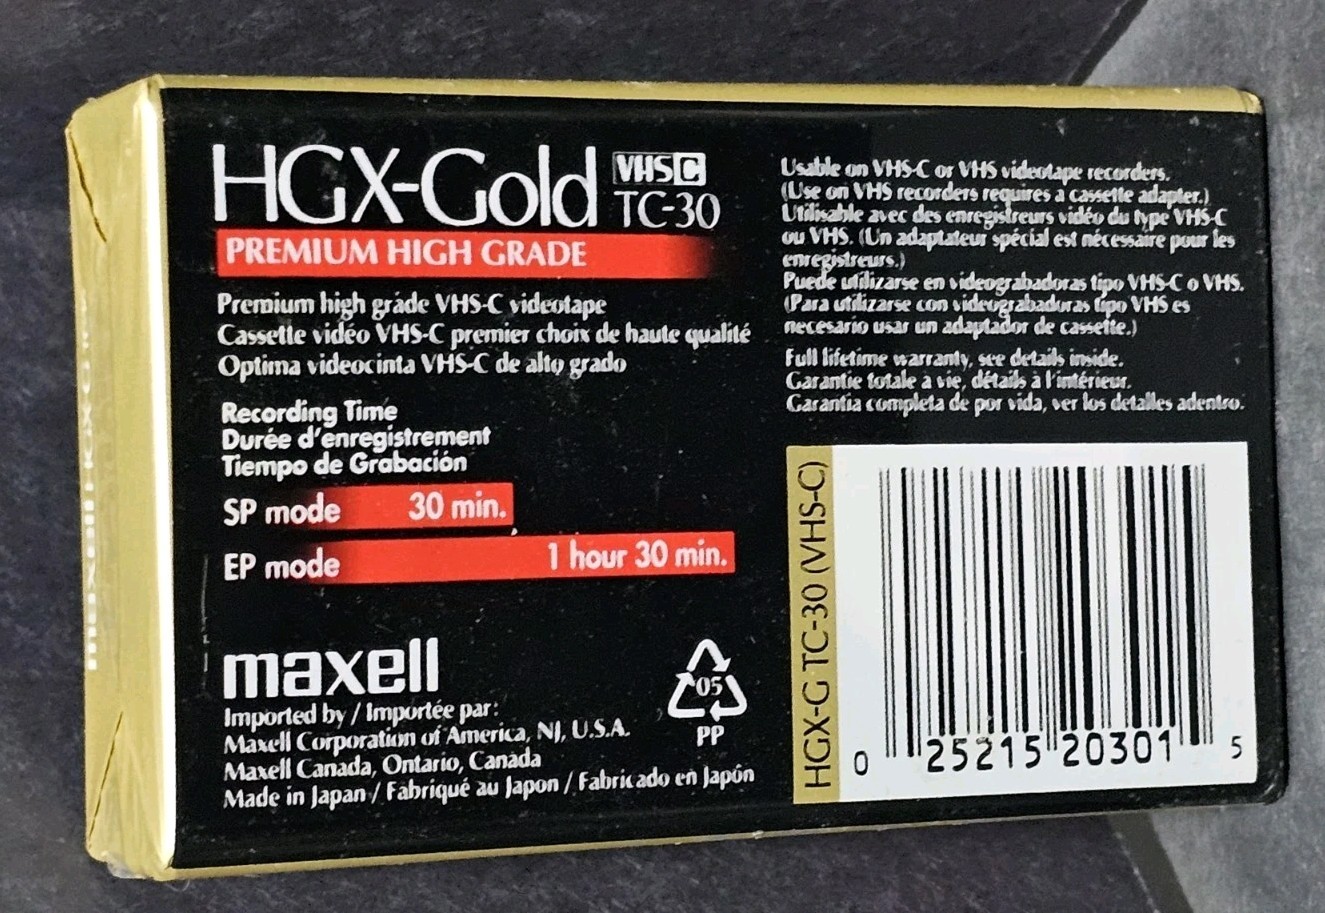 HGX-Gold VHSC
TC-30
PREMIUM HIGH GRADE
Premium high gráde VHS-C videotape
Cassette vidéo VHS-C premier choix de haute qualité
Optima videocinta VHS-C de alto grado
Recording Time
Durée d'enregistrement
Tiempo de Grabación
SP mode 30 min.
EP mode 1 hour 30 min.
maxell
Imported by / Importée par:
Maxell Corporation of America, NJ, U.S.A.
Maxell Canada, Ontario, Canada
Made in Japan / Fabriqué au Japon / Fabricado en Japón
05
PP
Usable on VHS-C or VHS videotape recorders.
(Use on VHS recorders requires a cassette adapter.)
Utilisable avec des enregistreurs vidéo du type VHS-C
ou VHS. (Un adaptateur spécial est nécessaire pour les
enregistreurs.)
Puede utilizarse en videograbadoras tipo VHS-C o VHS.
(Para utilizarse con videograbadoras tipo VHS es
necesario usar un adaptador de cassette.)
Full lifetime warranty, see details inside.
Garantie totale à vie, détails à l'intérieur.
Garantia completa de por vida, ver los detalles adentro.
HGX-G TC-30 (VHS-C)
0 25215 20301 5
maxell